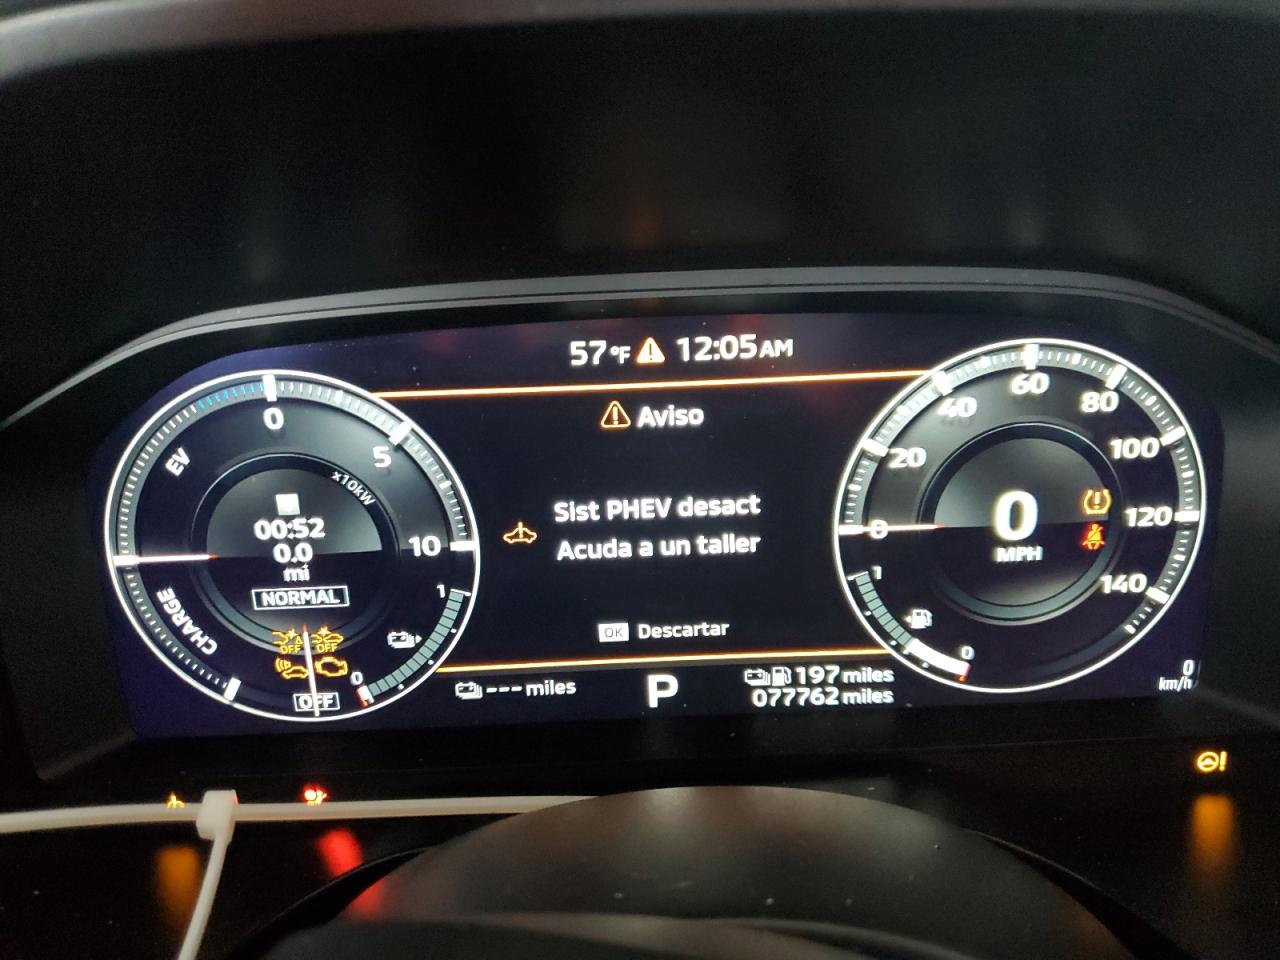 57°F 12:05AM
Aviso
Sist PHEV desact
Acuda a un taller
OK Descartar
--- miles
P
197 miles
077762 miles
EV
0
5
10
x10kW
CHARGE
00:52
0.0
mi
NORMAL
OFF OFF
OFF
1
0
0
20
40
60
80
100
120
140
0
MPH
1
0
0
km/h
!